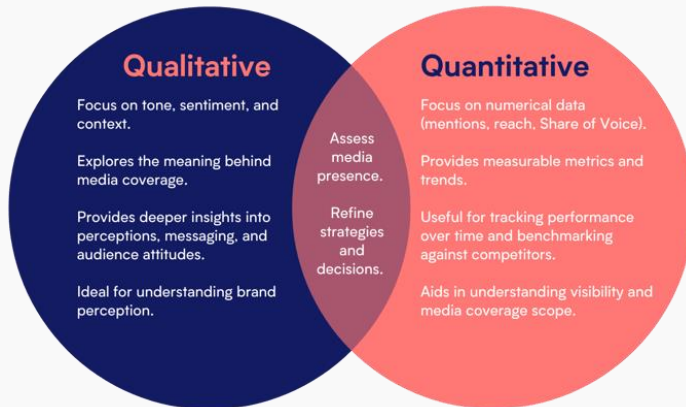 Qualitative
Focus on tone, sentiment, and
context.
Explores the meaning behind
media coverage.
Provides deeper insights into
perceptions, messaging, and
audience attitudes.
Ideal for understanding brand
perception.
Assess
media
presence.
Refine
strategies
and
decisions.
Quantitative
Focus on numerical data
(mentions, reach, Share of Voice).
Provides measurable metrics and
trends.
Useful for tracking performance
over time and benchmarking
against competitors.
Aids in understanding visibility and
media coverage scope.